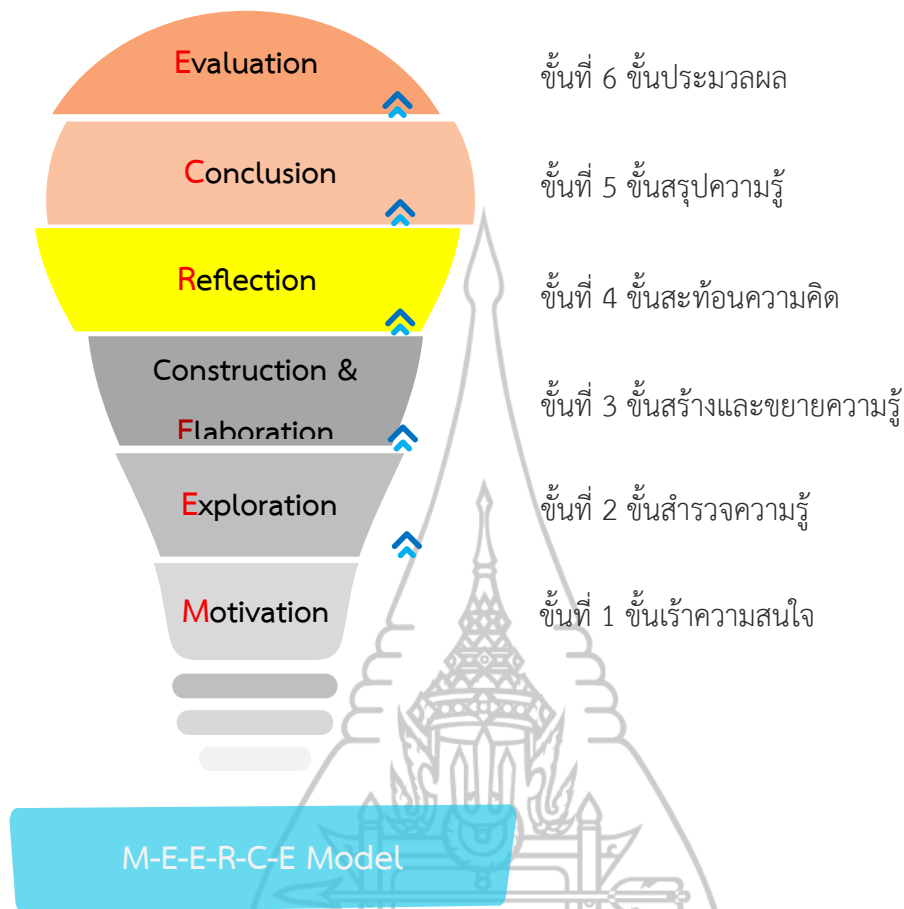 Evaluation
ขั้นที่ 6 ขั้นประมวลผล
Conclusion
ขั้นที่ 5 ขั้นสรุปความรู้
Reflection
ขั้นที่ 4 ขั้นสะท้อนความคิด
Construction &
Elaboration
ขั้นที่ 3 ขั้นสร้างและขยายความรู้
Exploration
ขั้นที่ 2 ขั้นสำรวจความรู้
Motivation
ขั้นที่ 1 ขั้นเร้าความสนใจ
M-E-E-R-C-E Model